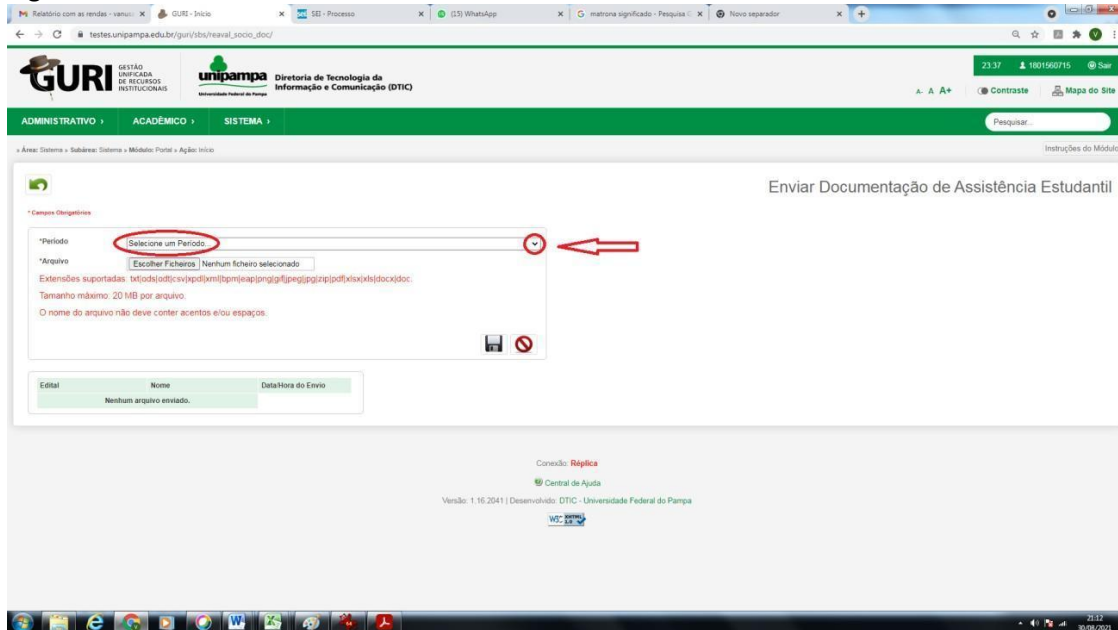 Relatório com as rendas - vanus
GURI - Início
SEI - Processo
(15) WhatsApp
matrona significado - Pesquisa
Novo separador
testes.unipampa.edu.br/guri/sbs/reaval_socio_doc/
GURI
GESTÃO
UNIFICADA
DE RECURSOS
INSTITUCIONAIS
unipampa
Universidade Federal do Pampa
Diretoria de Tecnologia da
Informação e Comunicação (DTIC)
23:37 1801560715 Sair
A- A A+ Contraste Mapa do Site
ADMINISTRATIVO › ACADÊMICO › SISTEMA ›
Pesquisar...
» Área: Sistema » Subárea: Sistema » Módulo: Portal » Ação: Início
Instruções do Módulo
Enviar Documentação de Assistência Estudantil
* Campos Obrigatórios
*Período Selecione um Período...
*Arquivo Escolher Ficheiros Nenhum ficheiro selecionado
Extensões suportadas: txt|ods|odt|csv|xpdl|xml|bpm|eap|png|gif|jpeg|jpg|zip|pdf|xlsx|xls|docx|doc.
Tamanho máximo: 20 MB por arquivo.
O nome do arquivo não deve conter acentos e/ou espaços.
Edital Nome Data/Hora do Envio
Nenhum arquivo enviado.
Conexão: Réplica
Central de Ajuda
Versão: 1.16.2041 | Desenvolvido: DTIC - Universidade Federal do Pampa
W3C XHTML 1.0
21:12
30/08/2021